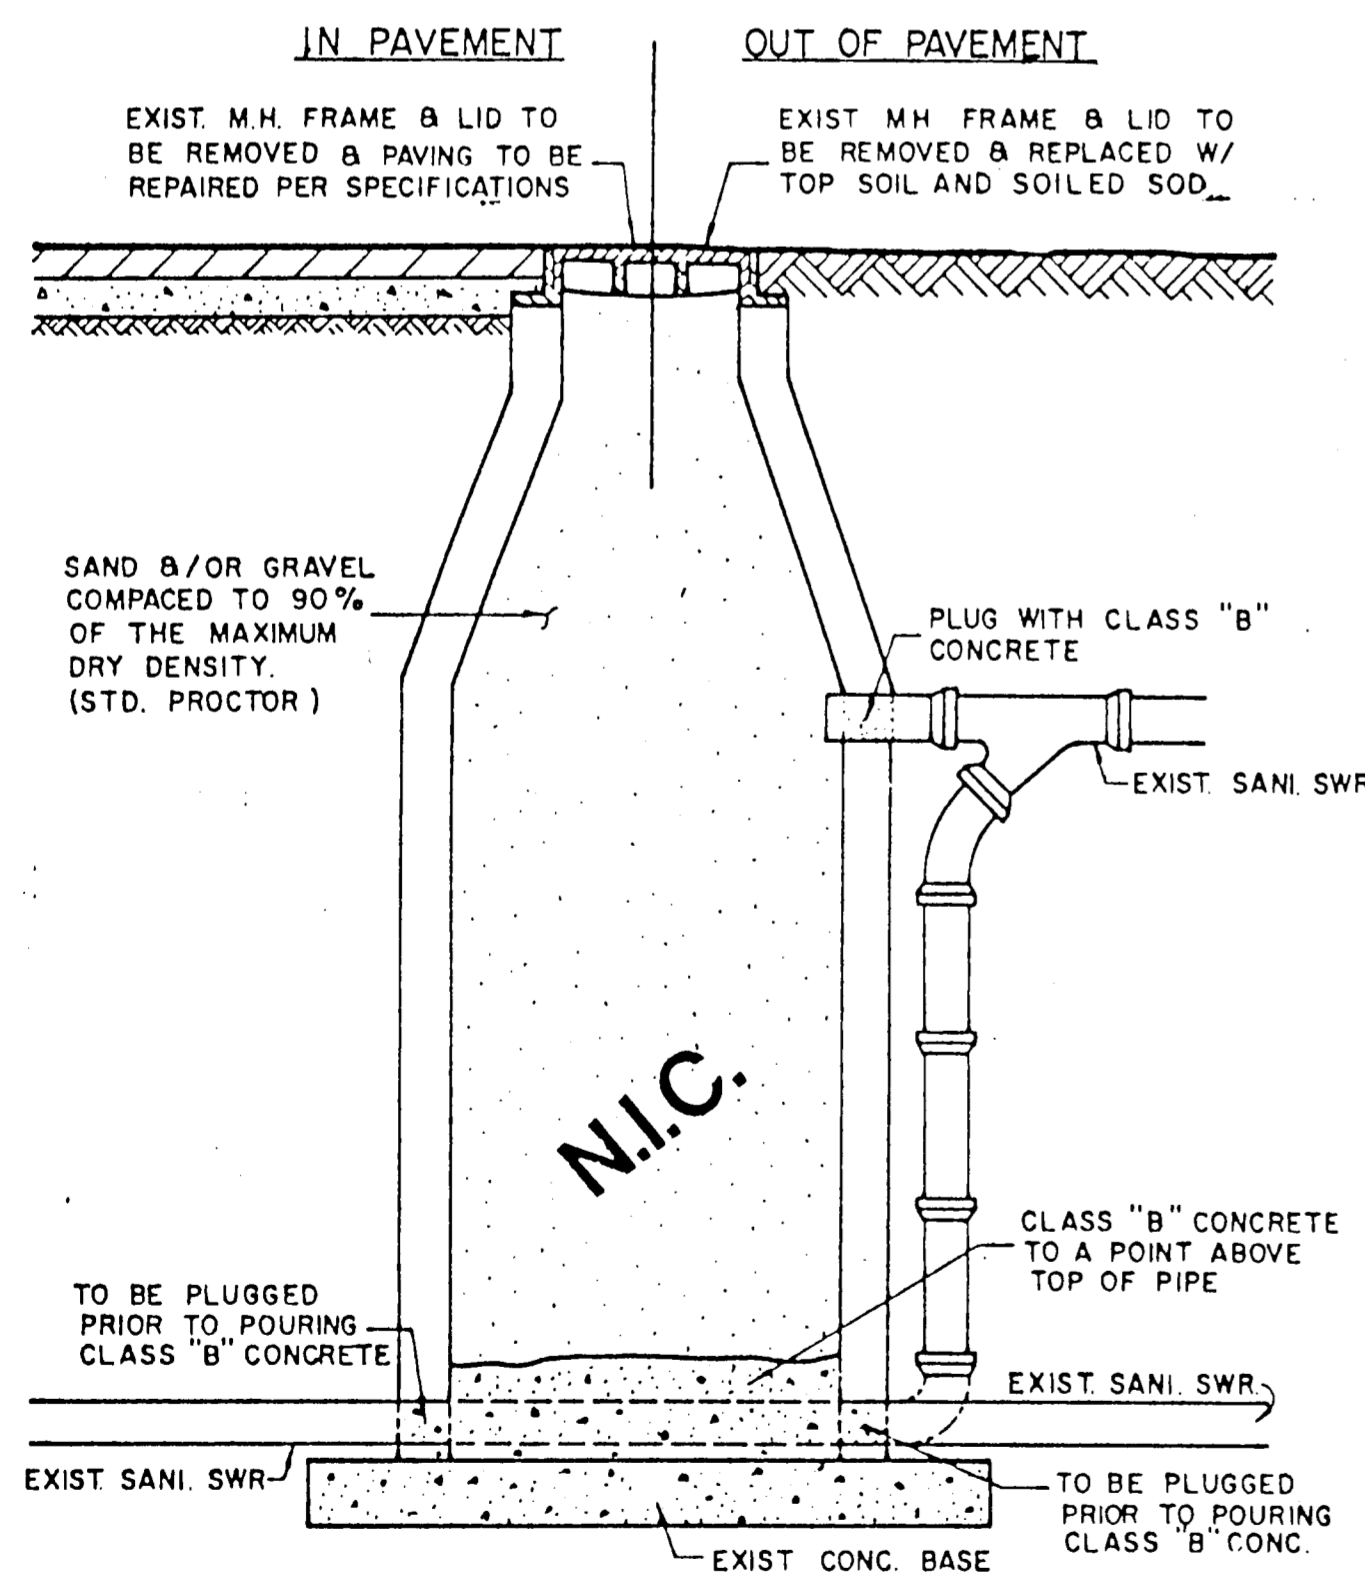 IN PAVEMENT
OUT OF PAVEMENT
EXIST. M.H. FRAME & LID TO
BE REMOVED & PAVING TO BE
REPAIRED PER SPECIFICATIONS
EXIST MH FRAME & LID TO
BE REMOVED & REPLACED W/
TOP SOIL AND SOILED SOD
SAND &/OR GRAVEL
COMPACED TO 90%
OF THE MAXIMUM
DRY DENSITY.
(STD. PROCTOR)
PLUG WITH CLASS "B"
CONCRETE
EXIST. SANI. SWR
N.I.C.
CLASS "B" CONCRETE
TO A POINT ABOVE
TOP OF PIPE
TO BE PLUGGED
PRIOR TO POURING
CLASS "B" CONCRETE
EXIST. SANI. SWR.
EXIST. SANI. SWR
TO BE PLUGGED
PRIOR TO POURING
CLASS "B" CONC.
EXIST CONC. BASE